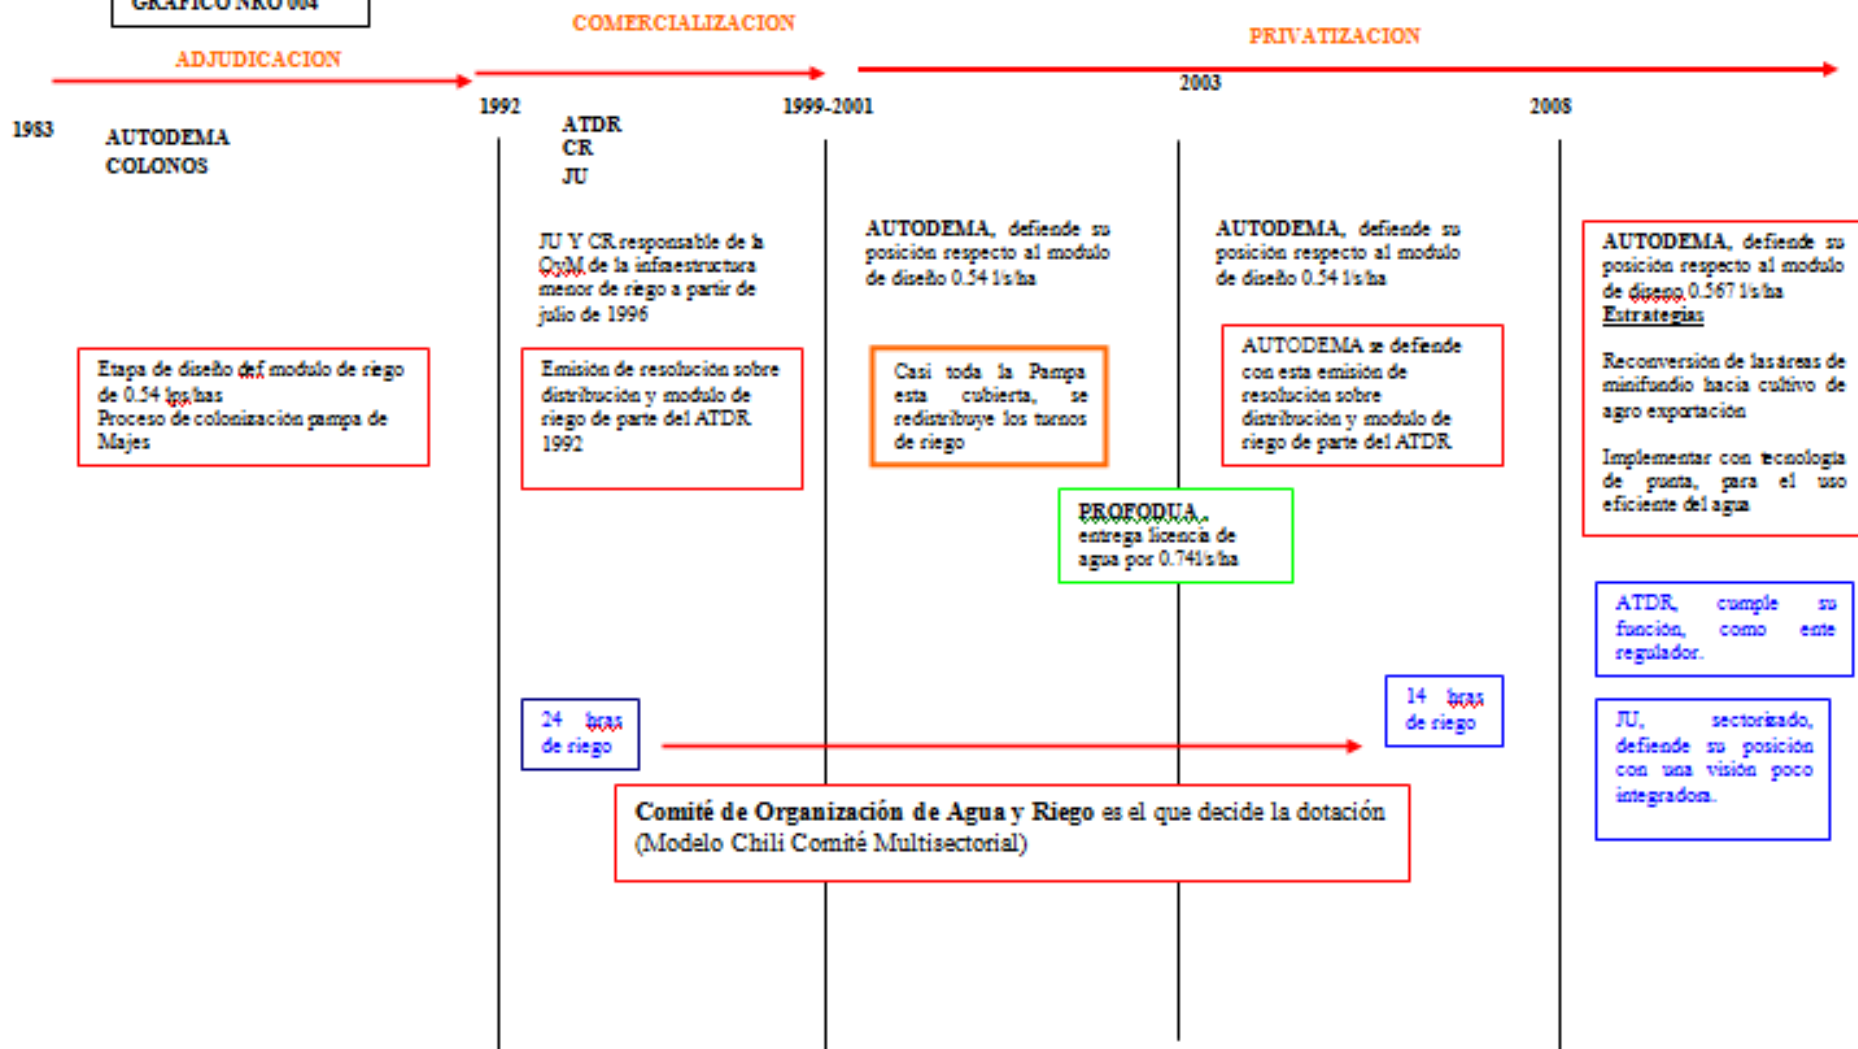 GRAFICO NRO 004
COMERCIALIZACION
PRIVATIZACION
ADJUDICACION
2003
1992
1999-2001
2008
1983
AUTODEMA
COLONOS
ATDR
CR
JU
JU Y CR responsable de la
OyM de la infraestructura
menor de riego a partir de
julio de 1996
AUTODEMA, defiende su
posición respecto al modulo
de diseño 0.54 l/s/ha
AUTODEMA, defiende su
posición respecto al modulo
de diseño 0.54 l/s/ha
AUTODEMA, defiende su
posición respecto al modulo
de diseno 0.567 l/s/ha
Estrategias
Reconversión de las áreas de
minifundio hacia cultivo de
agro exportación
Implementar con tecnología
de punta, para el uso
eficiente del agua
Etapa de diseño def modulo de riego
de 0.54 lps/has
Proceso de colonización pampa de
Majes
Emisión de resolución sobre
distribución y modulo de
riego de parte del ATDR
1992
Casi toda la Pampa
esta cubierta, se
redistribuye los turnos
de riego
AUTODEMA se defiende
con esta emisión de
resolución sobre
distribución y modulo de
riego de parte del ATDR
PROFODUA,
entrega licencia de
agua por 0.74l/s/ha
ATDR, cumple su
función, como ente
regulador.
24 hras
de riego
14 hras
de riego
JU, sectorizado,
defiende su posición
con una visión poco
integradora.
Comité de Organización de Agua y Riego es el que decide la dotación
(Modelo Chili Comité Multisectorial)